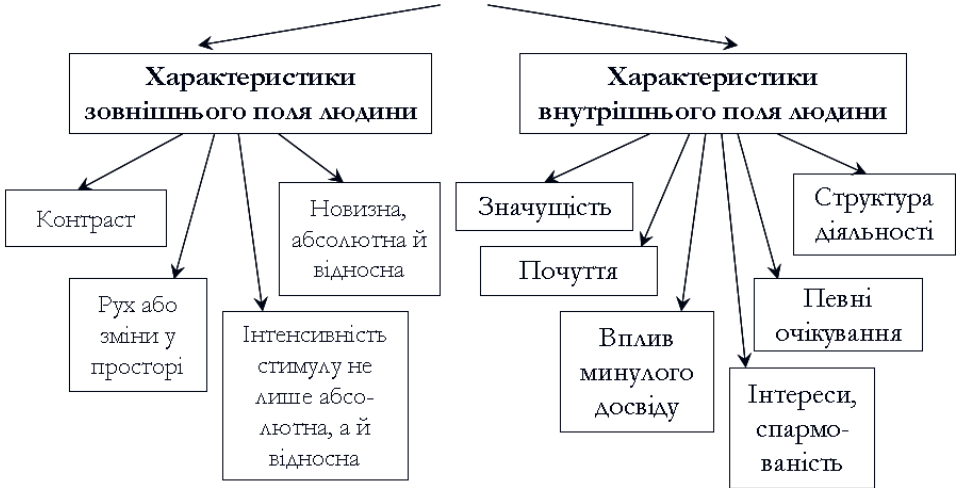 Характеристики
зовнішнього поля людини
Контраст
Рух або
зміни у
просторі
Інтенсивність
стимулу не
лише абсо-
лютна, а й
відносна
Новизна,
абсолютна й
відносна
Характеристики
внутрішнього поля людини
Значущість
Почуття
Вплив
минулого
досвіду
Інтереси,
спармо-
ваність
Певні
очікування
Структура
діяльності